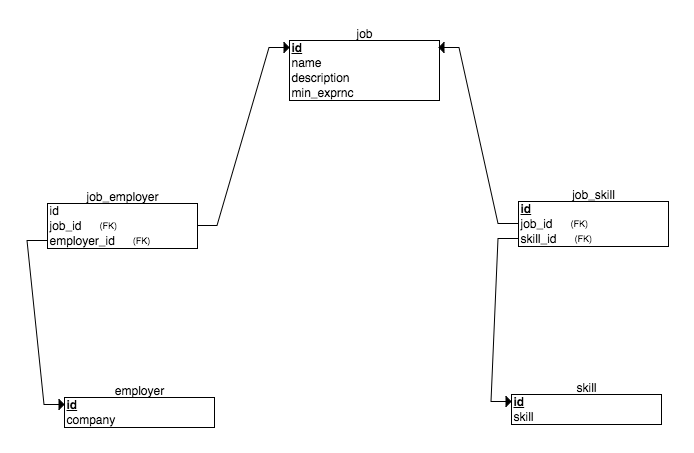 job
id
name
description
min_exprnc
job_employer
id
job_id (FK)
employer_id (FK)
job_skill
id
job_id (FK)
skill_id (FK)
employer
id
company
skill
id
skill